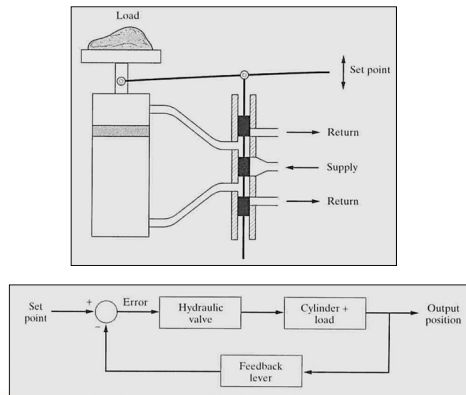 Load
Set point
Return
Supply
Return
Set
point
+
−
Error
Hydraulic
valve
Cylinder +
load
Output
position
Feedback
lever